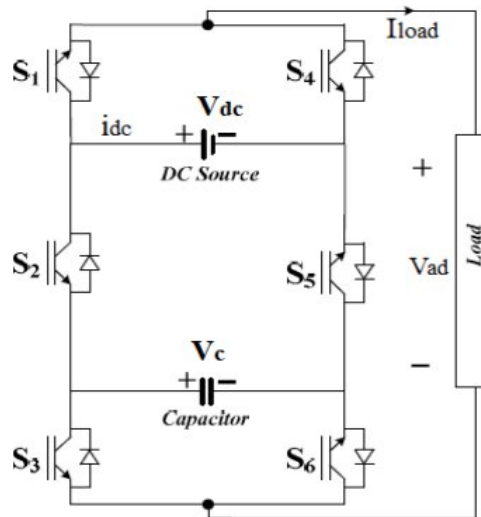 Iload
S1
S4
Vdc
idc
+
−
DC Source
+
Load
S2
S5
Vad
Vc
+
−
−
Capacitor
S3
S6